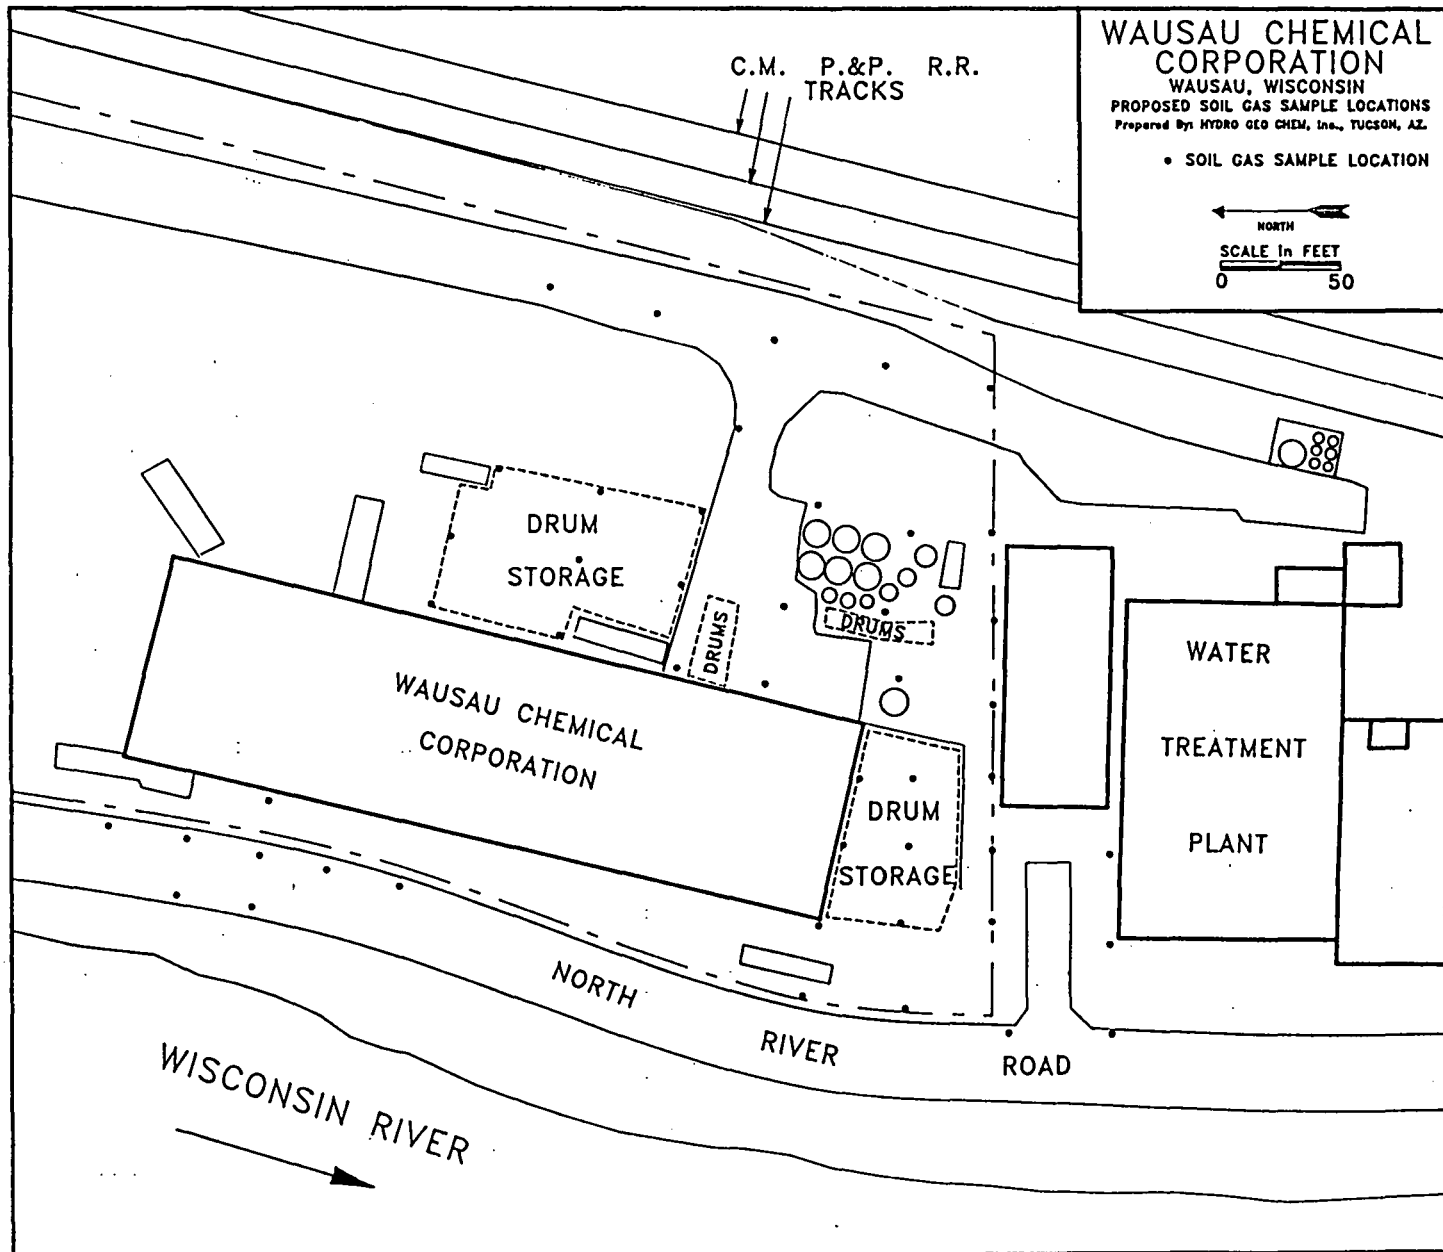 C.M. P.&P. R.R.
TRACKS
WAUSAU CHEMICAL
CORPORATION
WAUSAU, WISCONSIN
PROPOSED SOIL GAS SAMPLE LOCATIONS
Prepared By: HYDRO GEO CHEM, Inc., TUCSON, AZ.
• SOIL GAS SAMPLE LOCATION
NORTH
SCALE in FEET
0 50
DRUM
STORAGE
DRUMS
DRUMS
WATER
TREATMENT
PLANT
WAUSAU CHEMICAL
CORPORATION
DRUM
STORAGE
NORTH RIVER ROAD
WISCONSIN RIVER